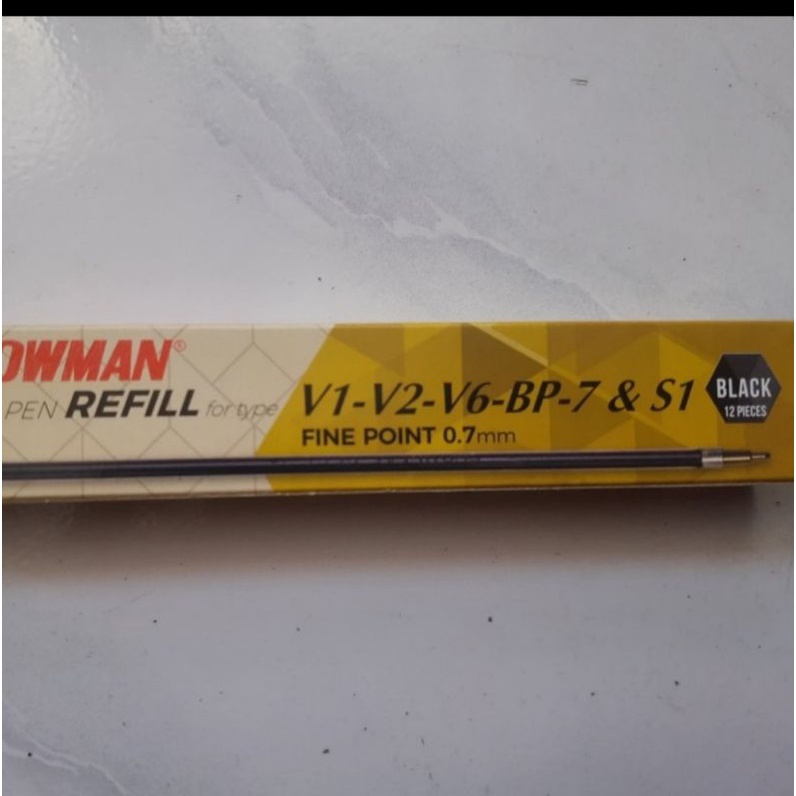 OWMAN®
PEN REFILL for type
V1-V2-V6-BP-7 & S1
FINE POINT 0.7mm
BLACK
12 PIECES